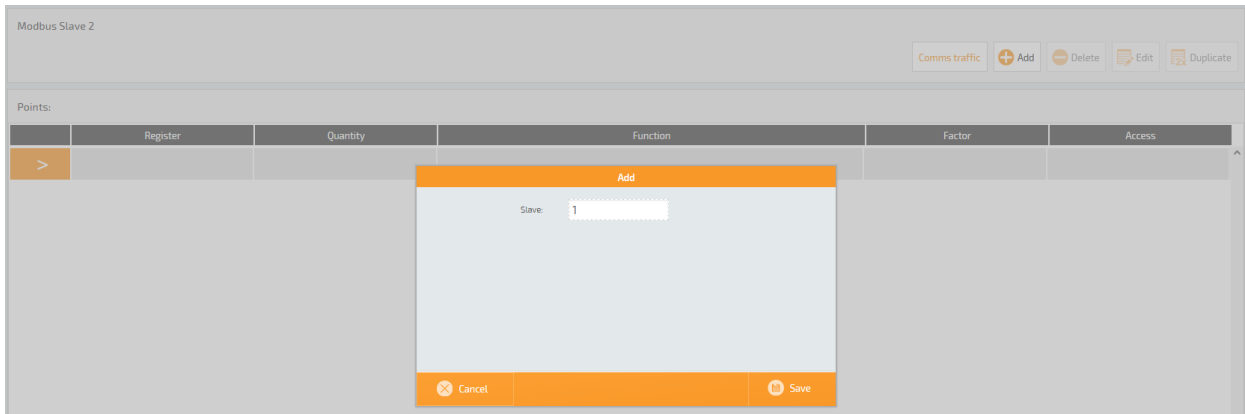 Modbus Slave 2
Comms traffic Add Delete Edit Duplicate
Points:
Register Quantity Function Factor Access
>
Add
Slave: 1
Cancel Save